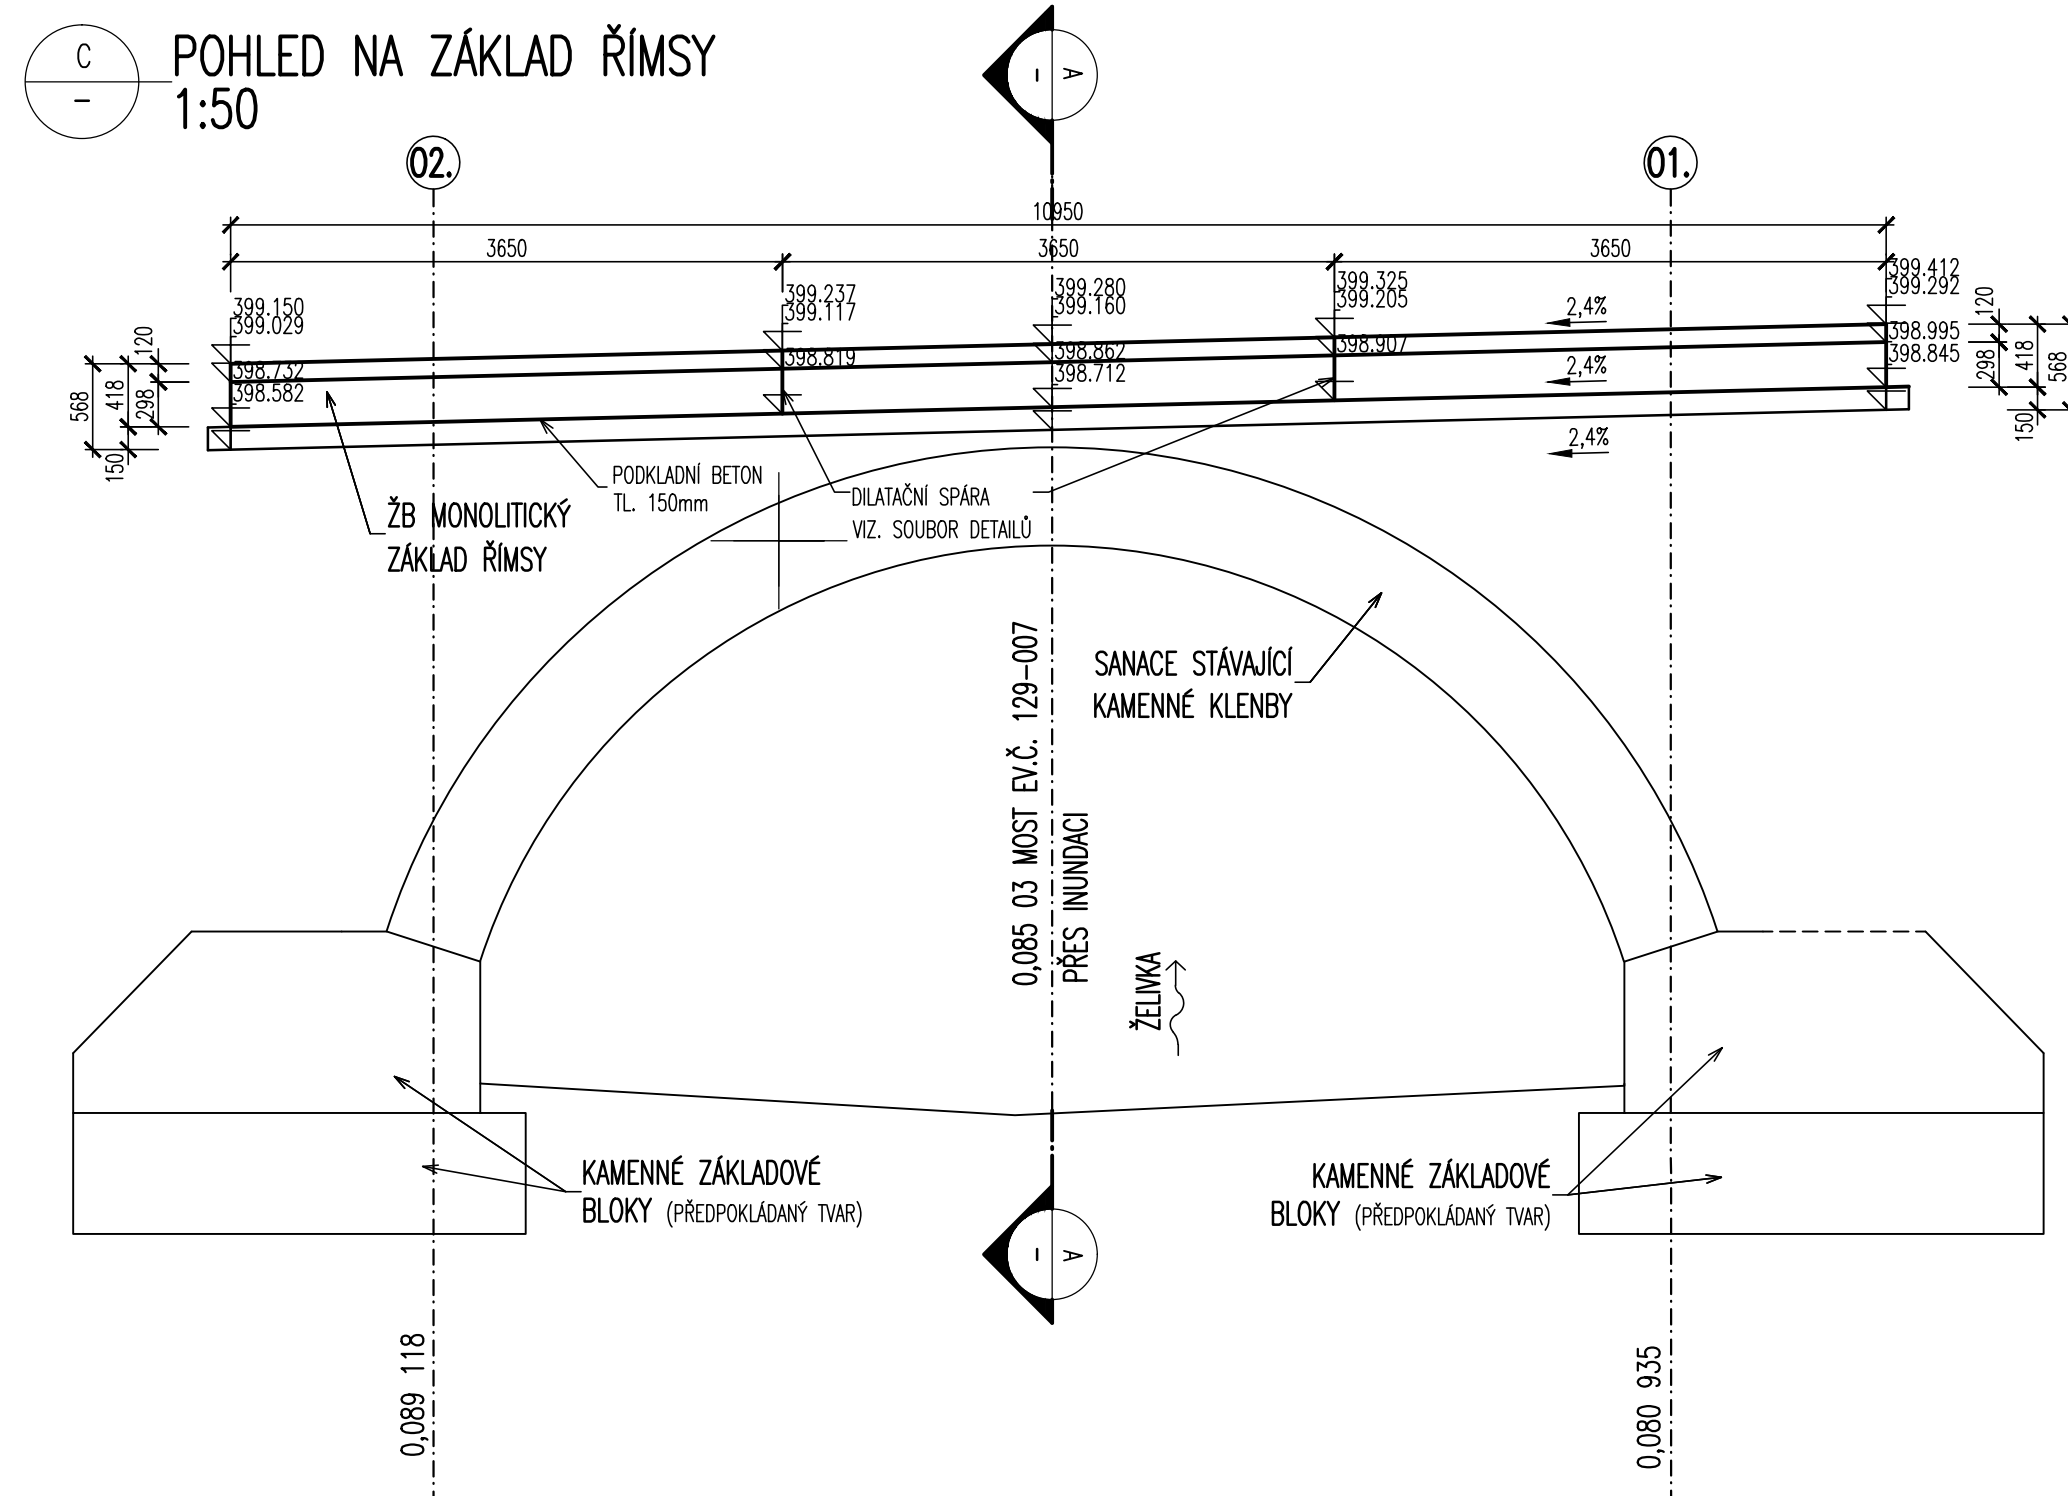 C
–
POHLED NA ZÁKLAD ŘÍMSY
1:50
– A
02.
01.
10950
3650
3650
3650
399.150
399.029
398.732
398.582
399.237
399.117
398.819
399.280
399.160
398.862
398.712
399.325
399.205
398.907
399.412
399.292
398.995
398.845
2,4%
2,4%
2,4%
568
418
150
120
298
120
298
418
150
568
PODKLADNÍ BETON
TL. 150mm
DILATAČNÍ SPÁRA
VIZ. SOUBOR DETAILŮ
ŽB MONOLITICKÝ
ZÁKLAD ŘÍMSY
SANACE STÁVAJÍCÍ
KAMENNÉ KLENBY
0,085 03 MOST EV.Č. 129-007
PŘES INUNDACI
ŽELIVKA
KAMENNÉ ZÁKLADOVÉ
BLOKY (PŘEDPOKLÁDANÝ TVAR)
KAMENNÉ ZÁKLADOVÉ
BLOKY (PŘEDPOKLÁDANÝ TVAR)
– A
0,089 118
0,080 935